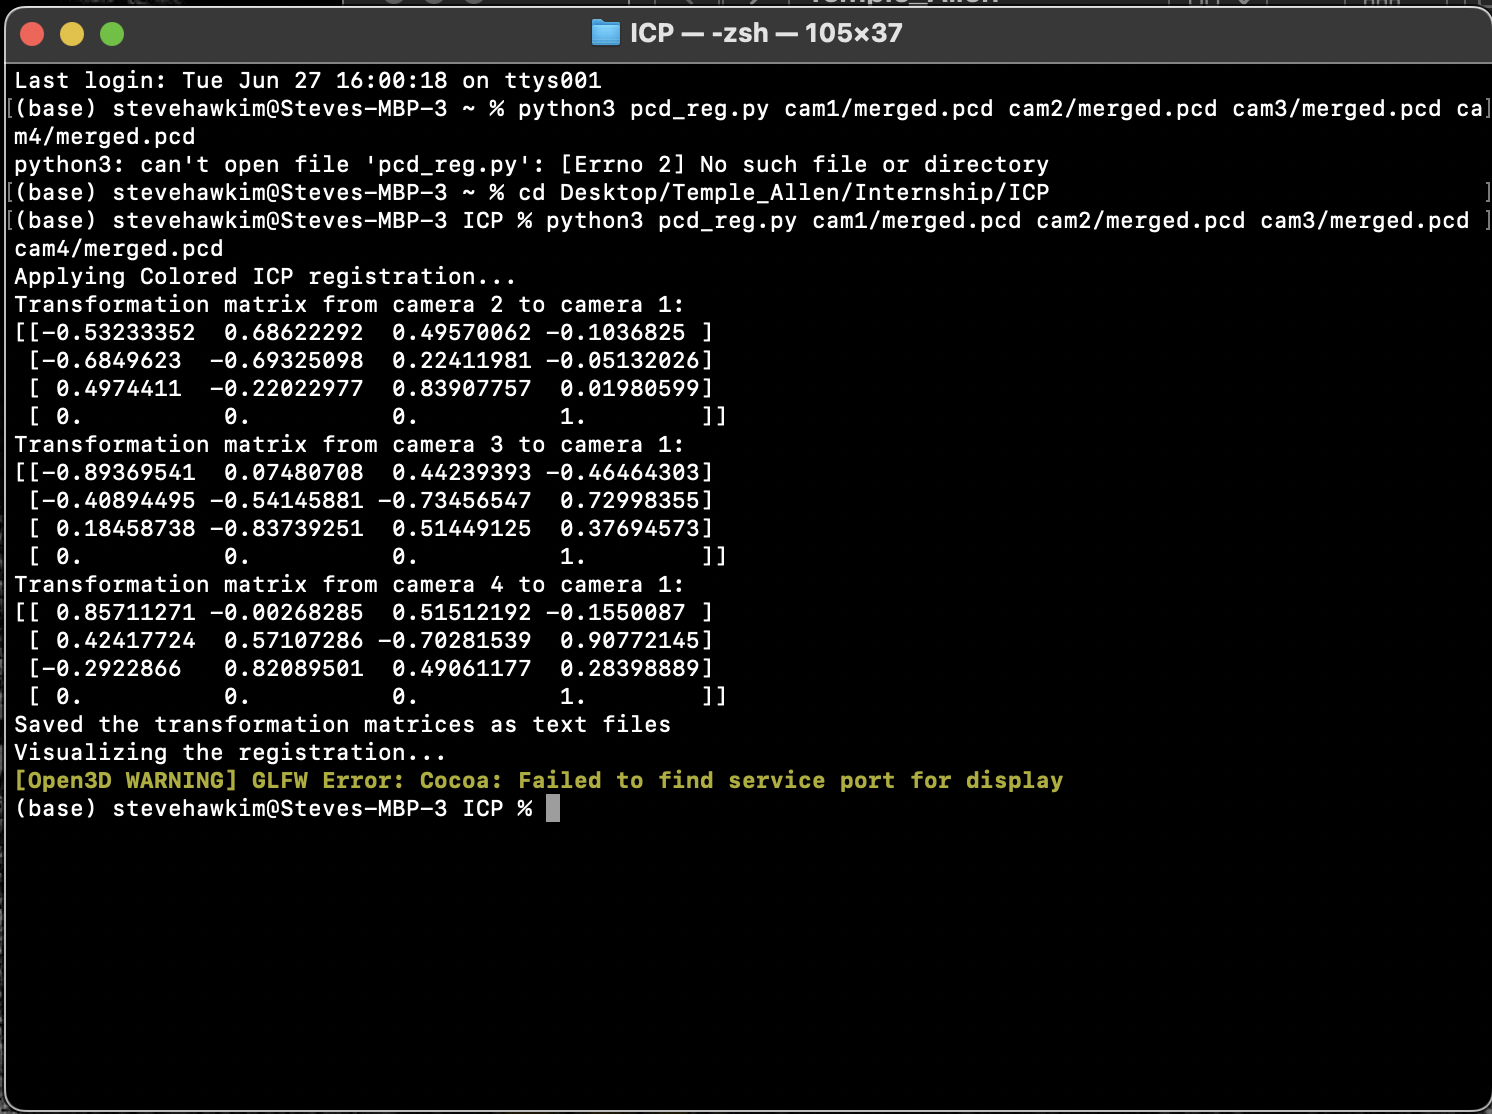 ICP — -zsh — 105×37
Last login: Tue Jun 27 16:00:18 on ttys001
[(base) stevehawkim@Steves-MBP-3 ~ % python3 pcd_reg.py cam1/merged.pcd cam2/merged.pcd cam3/merged.pcd ca]
m4/merged.pcd
python3: can't open file 'pcd_reg.py': [Errno 2] No such file or directory
[(base) stevehawkim@Steves-MBP-3 ~ % cd Desktop/Temple_Allen/Internship/ICP ]
[(base) stevehawkim@Steves-MBP-3 ICP % python3 pcd_reg.py cam1/merged.pcd cam2/merged.pcd cam3/merged.pcd ]
cam4/merged.pcd
Applying Colored ICP registration...
Transformation matrix from camera 2 to camera 1:
[[-0.53233352  0.68622292  0.49570062 -0.1036825 ]
 [-0.6849623  -0.69325098  0.22411981 -0.05132026]
 [ 0.4974411  -0.22022977  0.83907757  0.01980599]
 [ 0.          0.          0.          1.        ]]
Transformation matrix from camera 3 to camera 1:
[[-0.89369541  0.07480708  0.44239393 -0.46464303]
 [-0.40894495 -0.54145881 -0.73456547  0.72998355]
 [ 0.18458738 -0.83739251  0.51449125  0.37694573]
 [ 0.          0.          0.          1.        ]]
Transformation matrix from camera 4 to camera 1:
[[ 0.85711271 -0.00268285  0.51512192 -0.1550087 ]
 [ 0.42417724  0.57107286 -0.70281539  0.90772145]
 [-0.2922866   0.82089501  0.49061177  0.28398889]
 [ 0.          0.          0.          1.        ]]
Saved the transformation matrices as text files
Visualizing the registration...
[Open3D WARNING] GLFW Error: Cocoa: Failed to find service port for display
(base) stevehawkim@Steves-MBP-3 ICP %